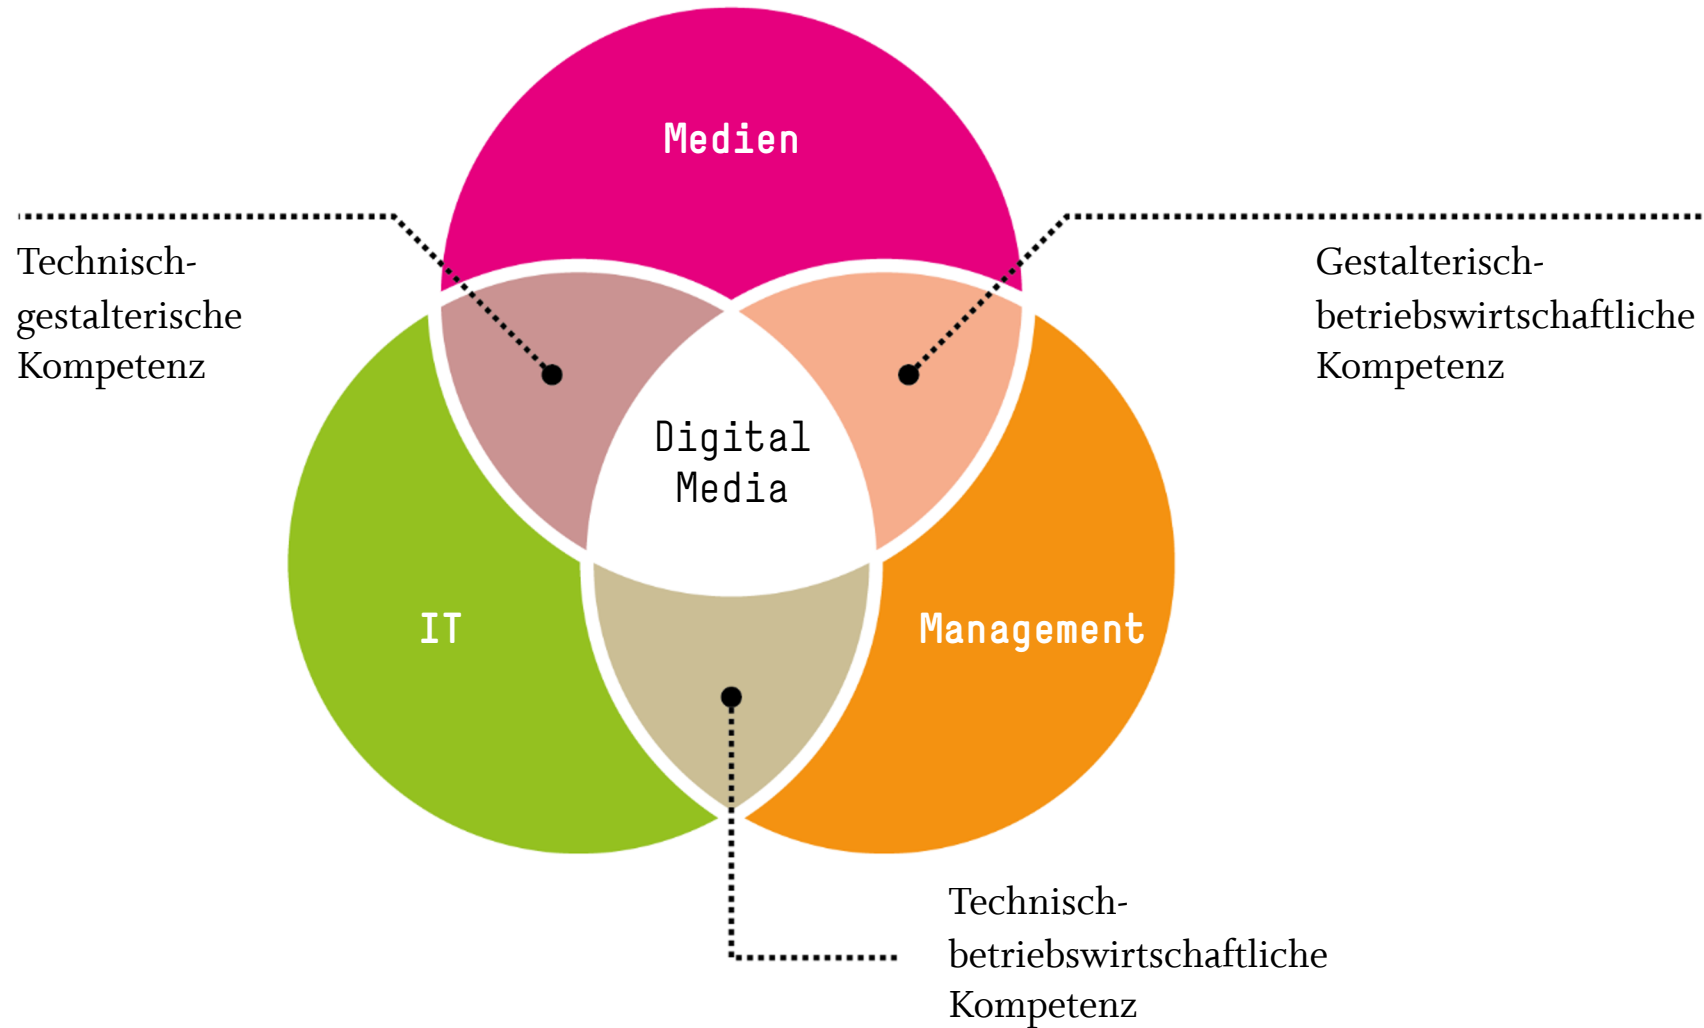 Medien
Technisch-
gestalterische
Kompetenz
Gestalterisch-
betriebswirtschaftliche
Kompetenz
Digital
Media
IT
Management
Technisch-
betriebswirtschaftliche
Kompetenz